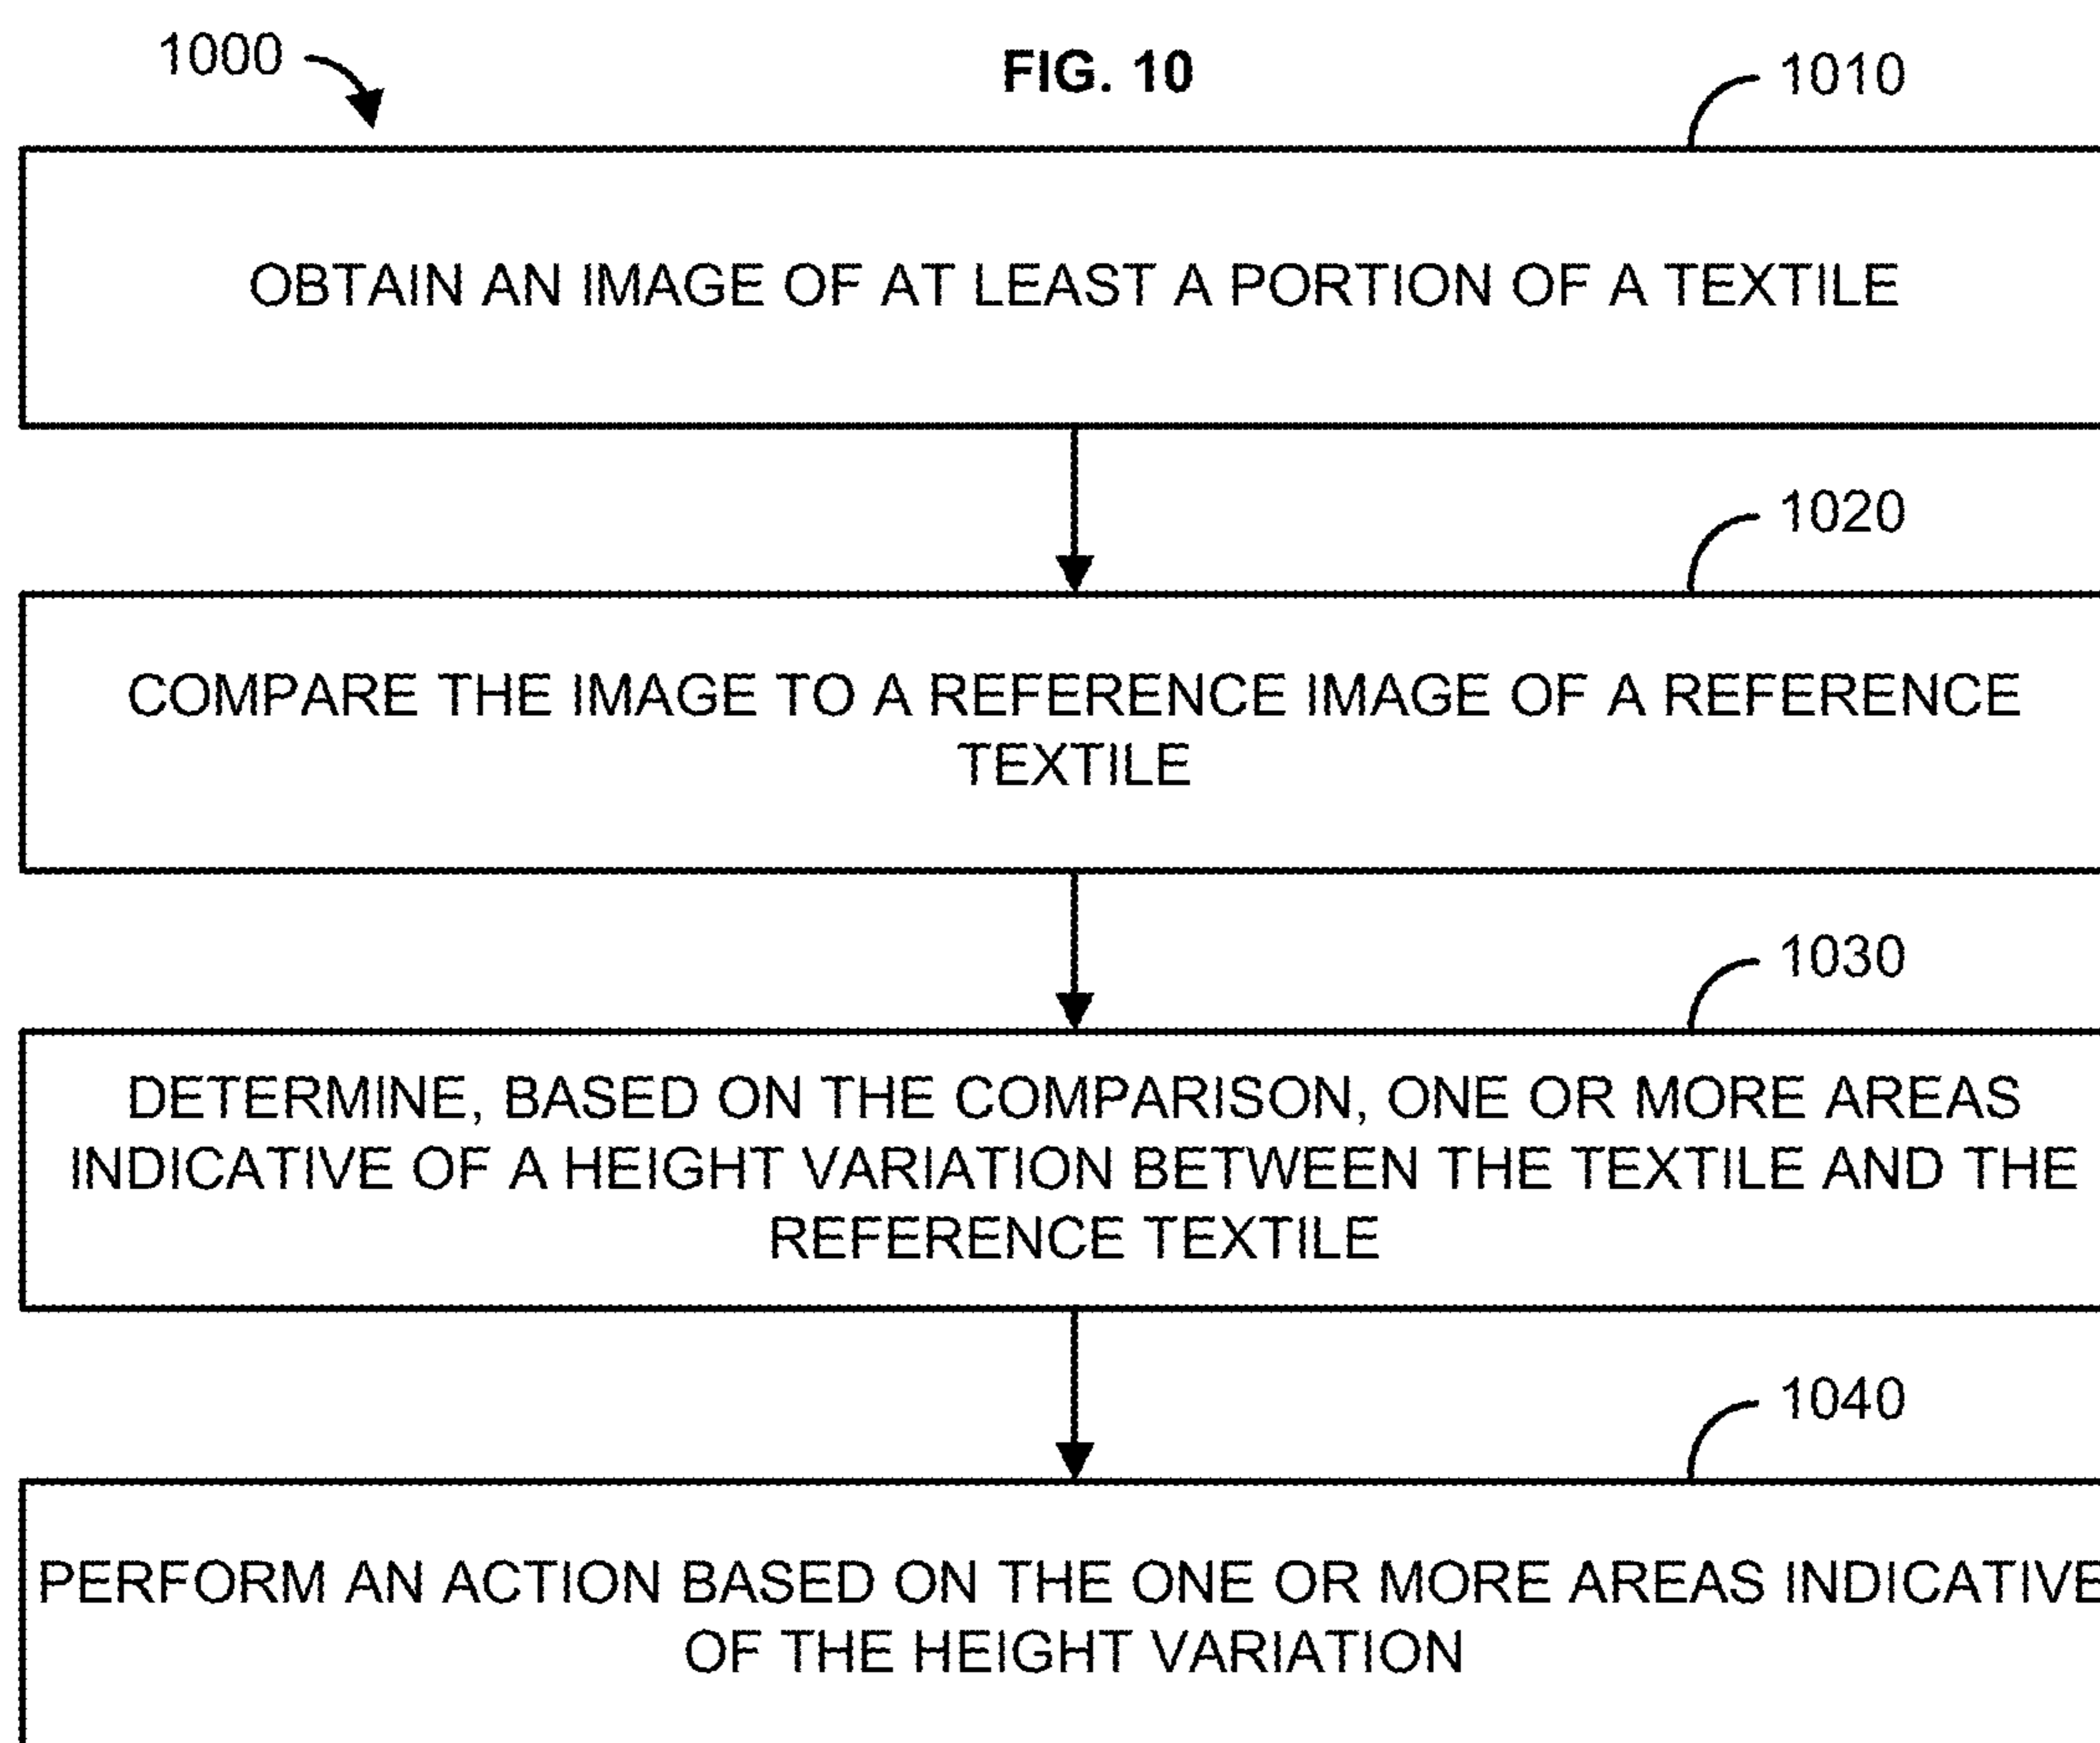 1000
FIG. 10
1010
OBTAIN AN IMAGE OF AT LEAST A PORTION OF A TEXTILE
1020
COMPARE THE IMAGE TO A REFERENCE IMAGE OF A REFERENCE
TEXTILE
1030
DETERMINE, BASED ON THE COMPARISON, ONE OR MORE AREAS
INDICATIVE OF A HEIGHT VARIATION BETWEEN THE TEXTILE AND THE
REFERENCE TEXTILE
1040
PERFORM AN ACTION BASED ON THE ONE OR MORE AREAS INDICATIVE
OF THE HEIGHT VARIATION